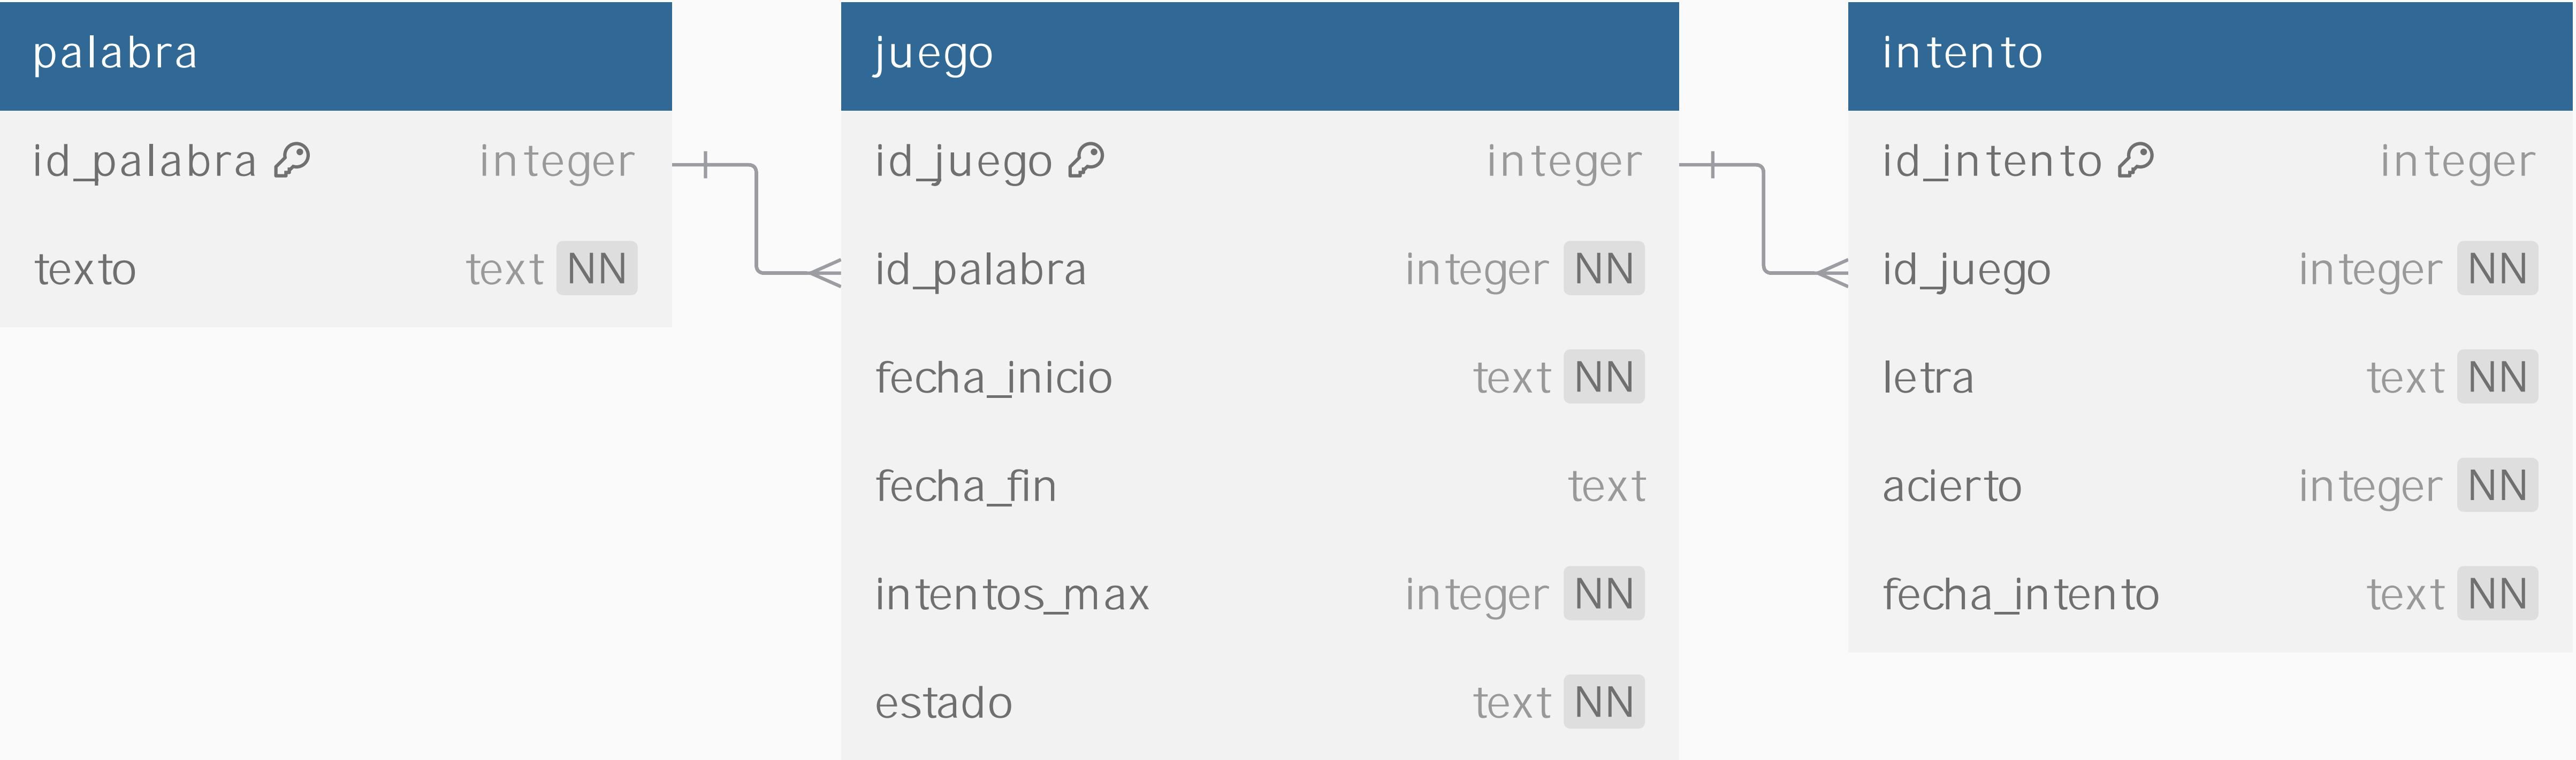 palabra
id_palabra integer
texto text NN
juego
id_juego integer
id_palabra integer NN
fecha_inicio text NN
fecha_fin text
intentos_max integer NN
estado text NN
intento
id_intento integer
id_juego integer NN
letra text NN
acierto integer NN
fecha_intento text NN